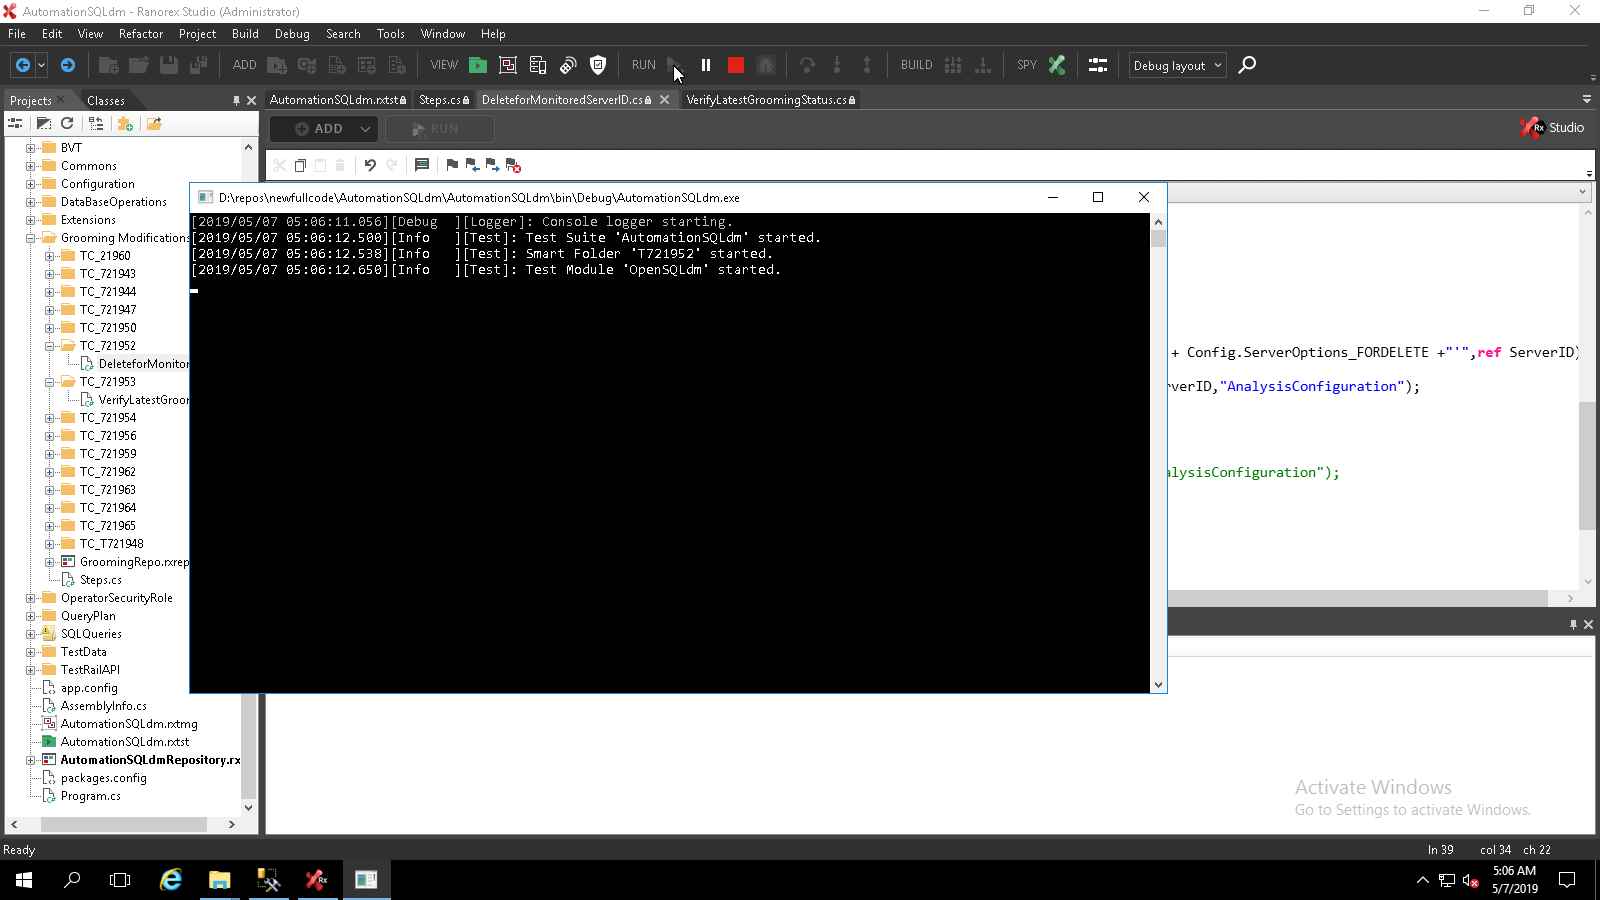 AutomationSQLdm - Ranorex Studio (Administrator)
File Edit View Refactor Project Build Debug Search Tools Window Help
ADD VIEW RUN BUILD SPY Debug layout
Projects Classes AutomationSQLdm.rxtst Steps.cs DeleteforMonitoredServerID.cs VerifyLatestGroomingStatus.cs
ADD RUN Rx Studio
D:\repos\newfullcode\AutomationSQLdm\AutomationSQLdm\bin\Debug\AutomationSQLdm.exe
[2019/05/07 05:06:11.056][Debug  ][Logger]: Console logger starting.
[2019/05/07 05:06:12.500][Info   ][Test]: Test Suite 'AutomationSQLdm' started.
[2019/05/07 05:06:12.538][Info   ][Test]: Smart Folder 'T721952' started.
[2019/05/07 05:06:12.650][Info   ][Test]: Test Module 'OpenSQLdm' started.
+ Config.ServerOptions_FORDELETE +"'",ref ServerID)
rverID,"AnalysisConfiguration");
alysisConfiguration");
BVT
Commons
Configuration
DataBaseOperations
Extensions
Grooming Modifications
TC_21960
TC_721943
TC_721944
TC_721947
TC_721950
TC_721952
DeleteforMonitor
TC_721953
VerifyLatestGroor
TC_721954
TC_721956
TC_721959
TC_721962
TC_721963
TC_721964
TC_721965
TC_T721948
GroomingRepo.rxrep
Steps.cs
OperatorSecurityRole
QueryPlan
SQLQueries
TestData
TestRailAPI
app.config
AssemblyInfo.cs
AutomationSQLdm.rxtmg
AutomationSQLdm.rxtst
AutomationSQLdmRepository.rx
packages.config
Program.cs
Activate Windows
Go to Settings to activate Windows.
Ready ln 39 col 34 ch 22
Rx
5:06 AM
5/7/2019